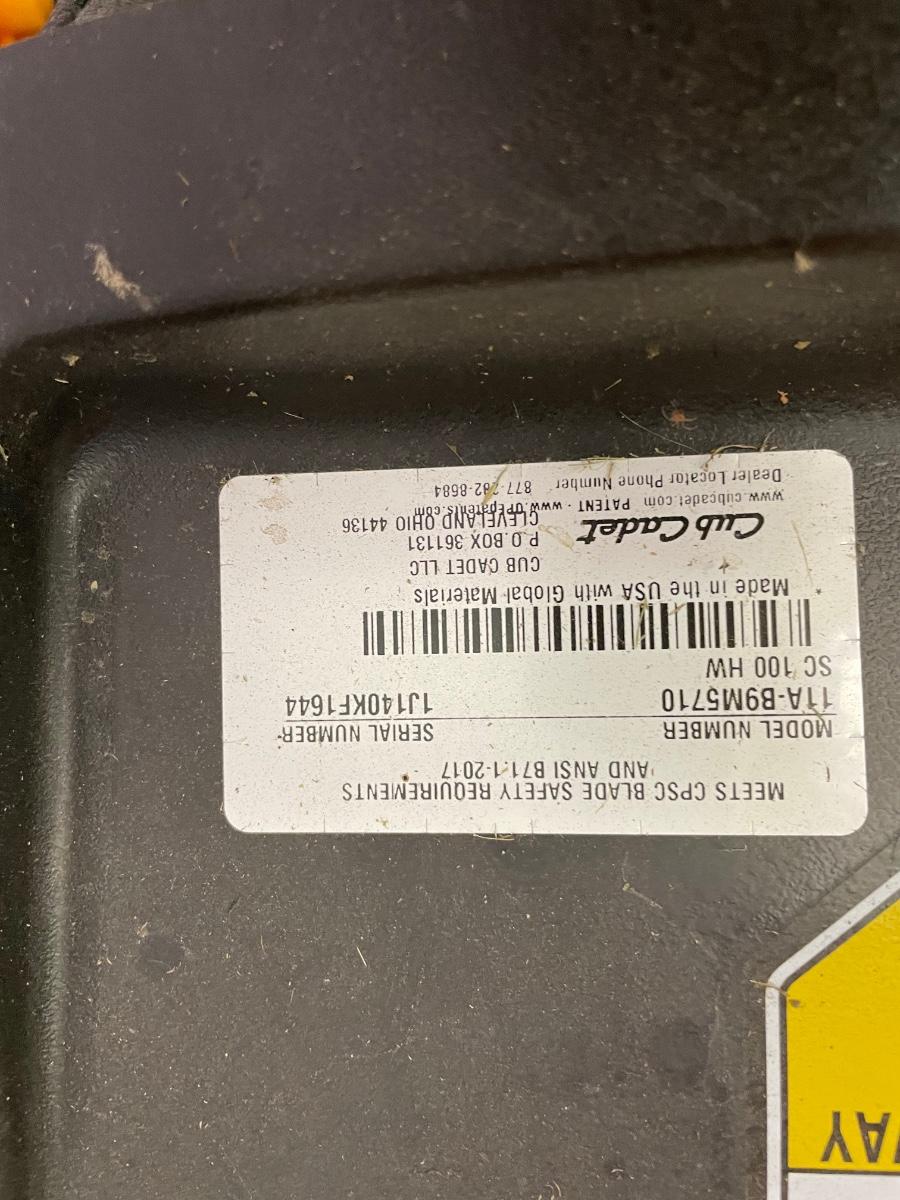 MEETS CPSC BLADE SAFETY REQUIREMENTS
AND ANSI B71.1-2017
MODEL NUMBER SERIAL NUMBER
11A-B9M5710 1J140KF1644
SC 100 HW
Made in the USA with Global Materials
CUB CADET LLC
P.O.BOX 361131
CLEVELAND OHIO 44136
Cub Cadet
www.cubcadet.com PATENT · www.OPEpatents.com
Dealer Locator Phone Number 877-282-8684
WAY